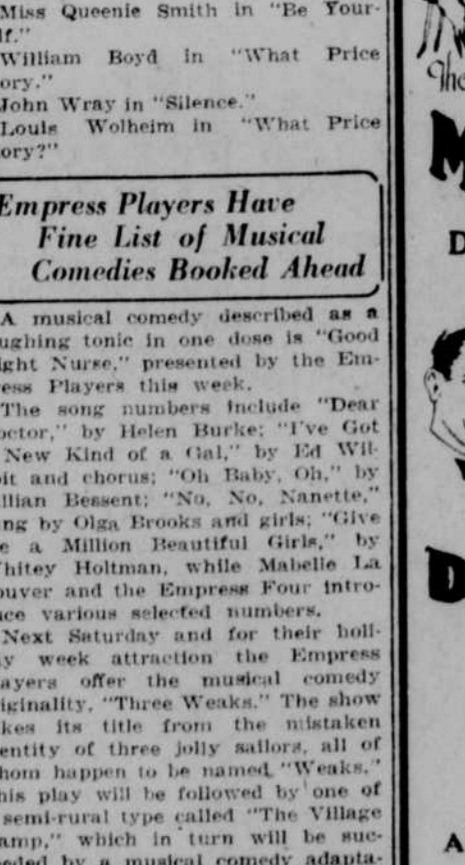 Miss Queenie Smith in "Be Your-
lf."
William Boyd in "What Price
ory."
John Wray in "Silence."
Louis Wolheim in "What Price
ory?"
Empress Players Have
Fine List of Musical
Comedies Booked Ahead
A musical comedy described as a
ughing tonic in one dose is "Good
ight Nurse," presented by the Em-
ess Players this week.
The song numbers include "Dear
octor," by Helen Burke; "I've Got
New Kind of a Gal," by Ed Wil-
oit and chorus; "Oh Baby, Oh," by
llian Bessent; "No, No, Nanette,"
ng by Olga Brooks and girls; "Give
e a Million Beautiful Girls," by
hitey Holtman, while Mabelle La
ouver and the Empress Four intro-
uce various selected numbers.
Next Saturday and for their holi-
ay week attraction the Empress
ayers offer the musical comedy
iginality, "Three Weaks." The show
kes its title from the mistaken
entity of three jolly sailors, all of
hom happen to be named "Weaks."
his play will be followed by one of
semi-rural type called "The Village
amp," which in turn will be suc-
eded by a musical comedy adapta-
The
M
D
D
A